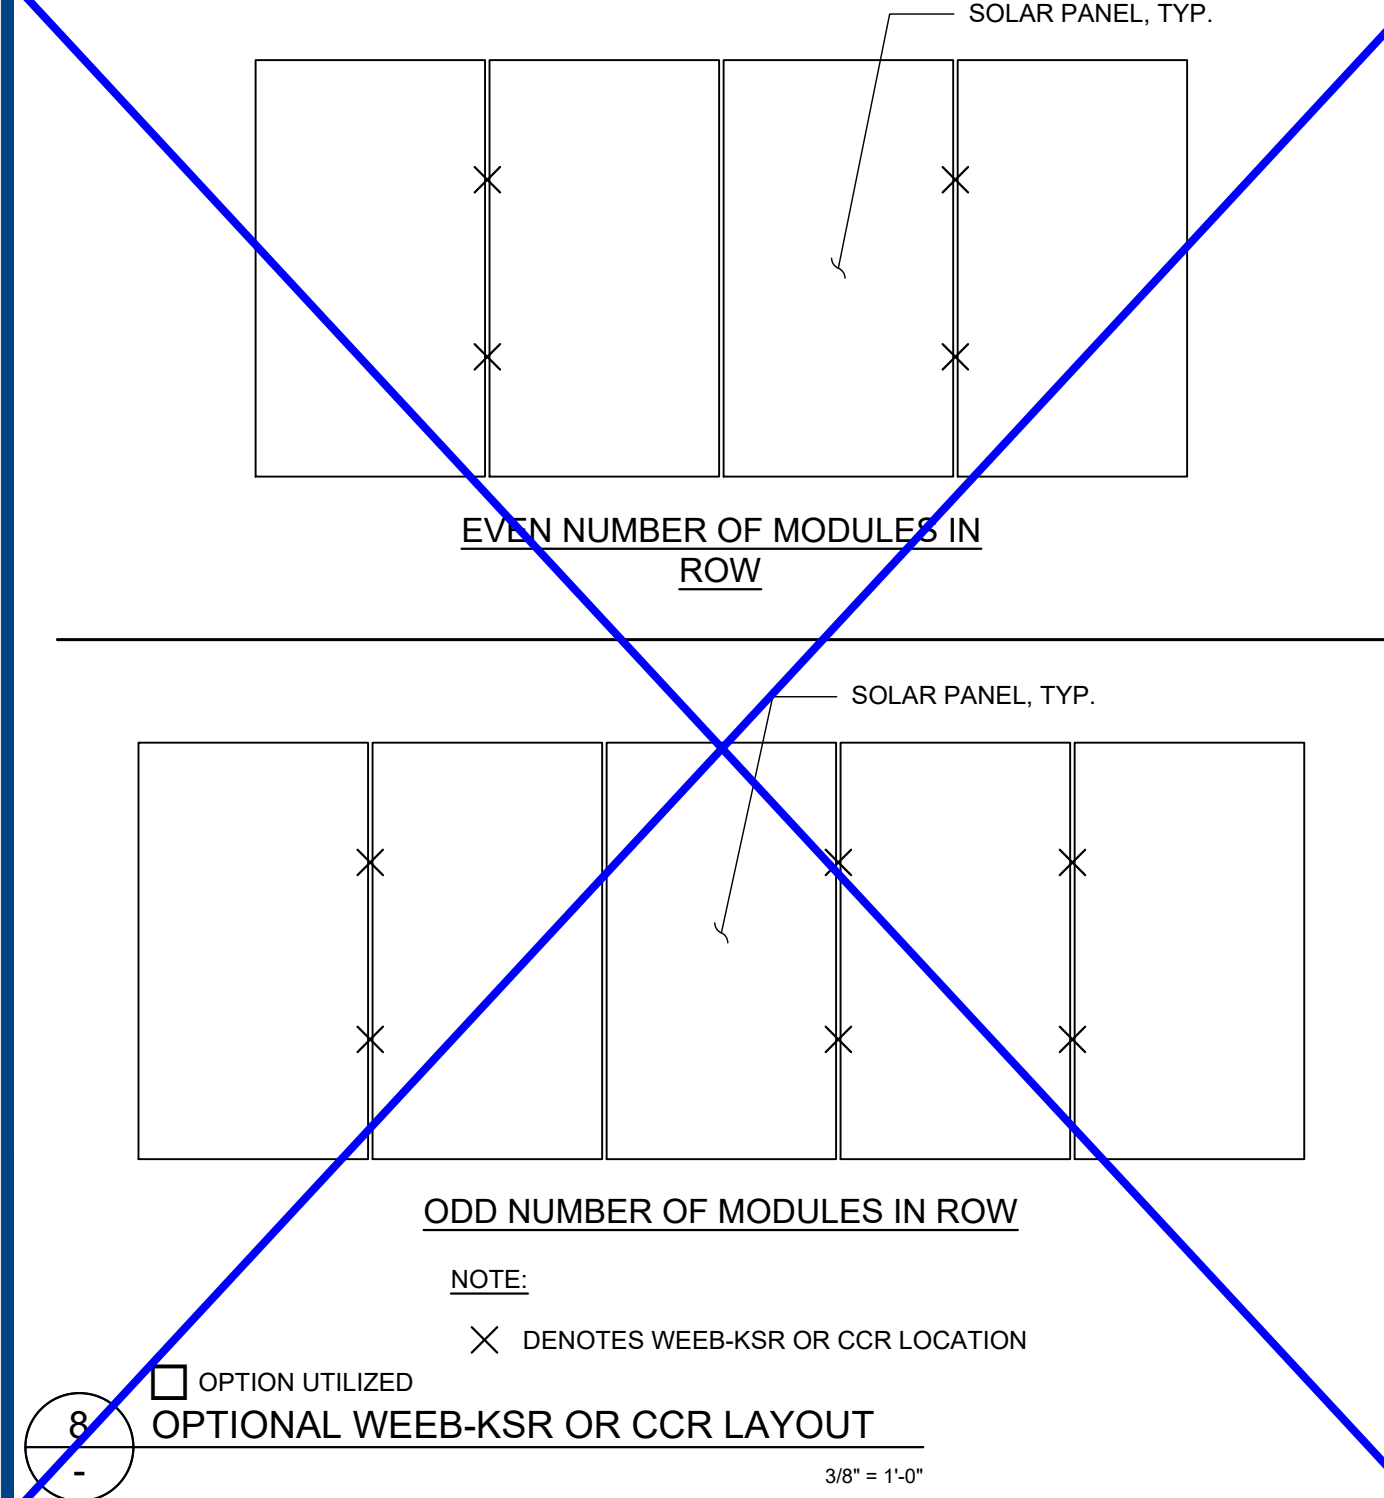 SOLAR PANEL, TYP.
EVEN NUMBER OF MODULES IN
ROW
SOLAR PANEL, TYP.
ODD NUMBER OF MODULES IN ROW
NOTE:
DENOTES WEEB-KSR OR CCR LOCATION
OPTION UTILIZED
8
OPTIONAL WEEB-KSR OR CCR LAYOUT
-
3/8" = 1'-0"